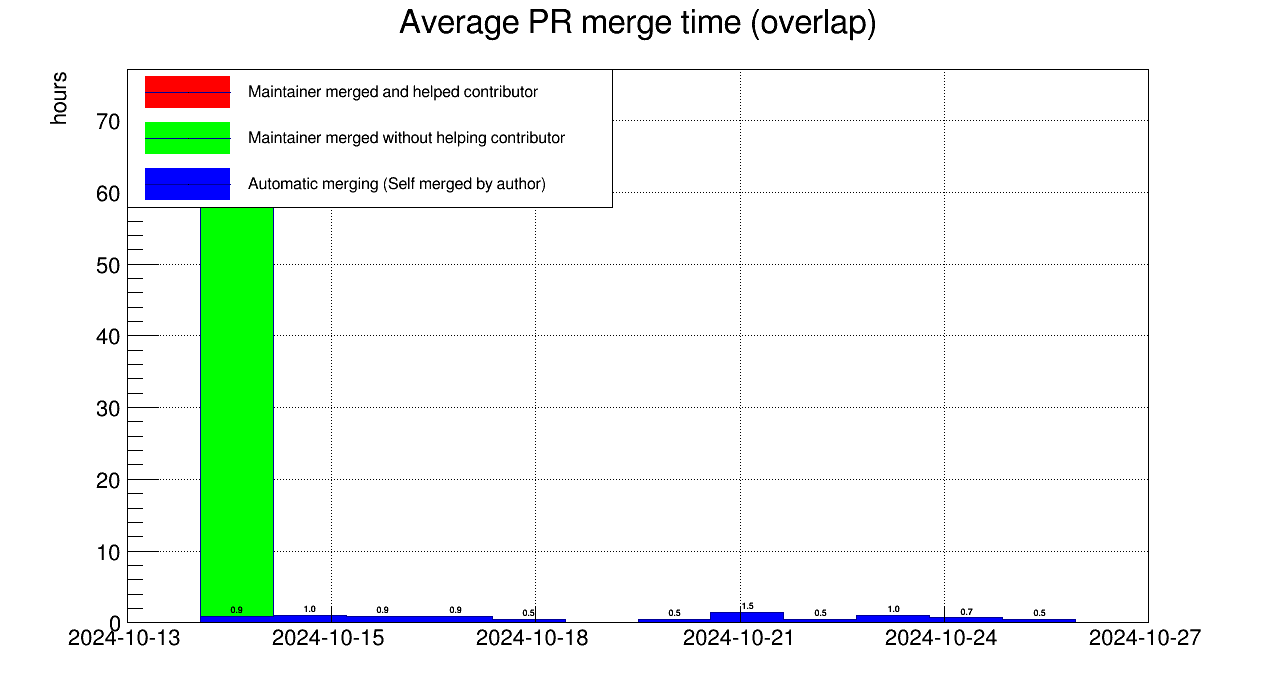 Average PR merge time (overlap)
hours
Maintainer merged and helped contributor
Maintainer merged without helping contributor
Automatic merging (Self merged by author)
70
60
50
40
30
20
10
0
0.9 1.0 0.9 0.9 0.5 0.5 1.5 0.5 1.0 0.7 0.5
2024-10-13 2024-10-15 2024-10-18 2024-10-21 2024-10-24 2024-10-27